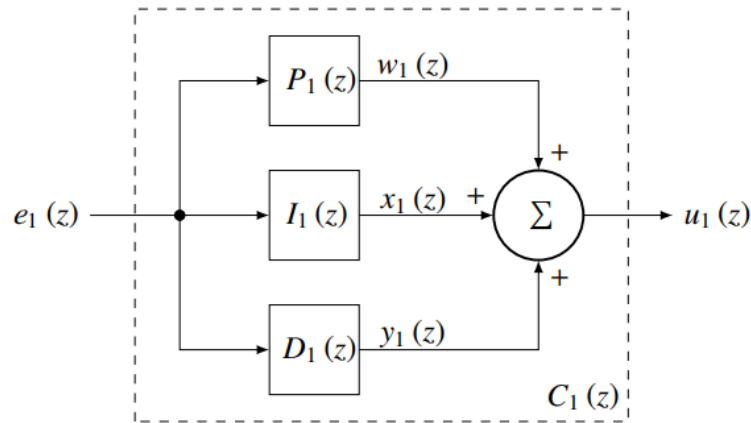 P₁ (z)
w₁ (z)
+
e₁ (z)
I₁ (z)
x₁ (z)
+
Σ
u₁ (z)
+
D₁ (z)
y₁ (z)
C₁ (z)